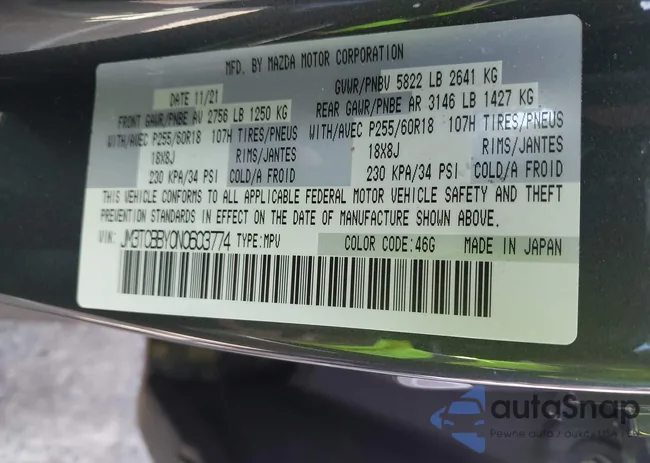 MFD. BY MAZDA MOTOR CORPORATION
DATE 11/21 GVWR/PNBV 5822 LB 2641 KG
FRONT GAWR/PNBE AV 2756 LB 1250 KG REAR GAWR/PNBE AR 3146 LB 1427 KG
WITH/AVEC P255/60R18 107H TIRES/PNEUS WITH/AVEC P255/60R18 107H TIRES/PNEUS
18X8J RIMS/JANTES 18X8J RIMS/JANTES
230 KPA/34 PSI COLD/A FROID 230 KPA/34 PSI COLD/A FROID
THIS VEHICLE CONFORMS TO ALL APPLICABLE FEDERAL MOTOR VEHICLE SAFETY AND THEFT
PREVENTION STANDARDS IN EFFECT ON THE DATE OF MANUFACTURE SHOWN ABOVE.
VIN: JM3TCBBY0N0603774 TYPE:MPV COLOR CODE:46G MADE IN JAPAN
autaSnap
Pewne auta z aukcji USA